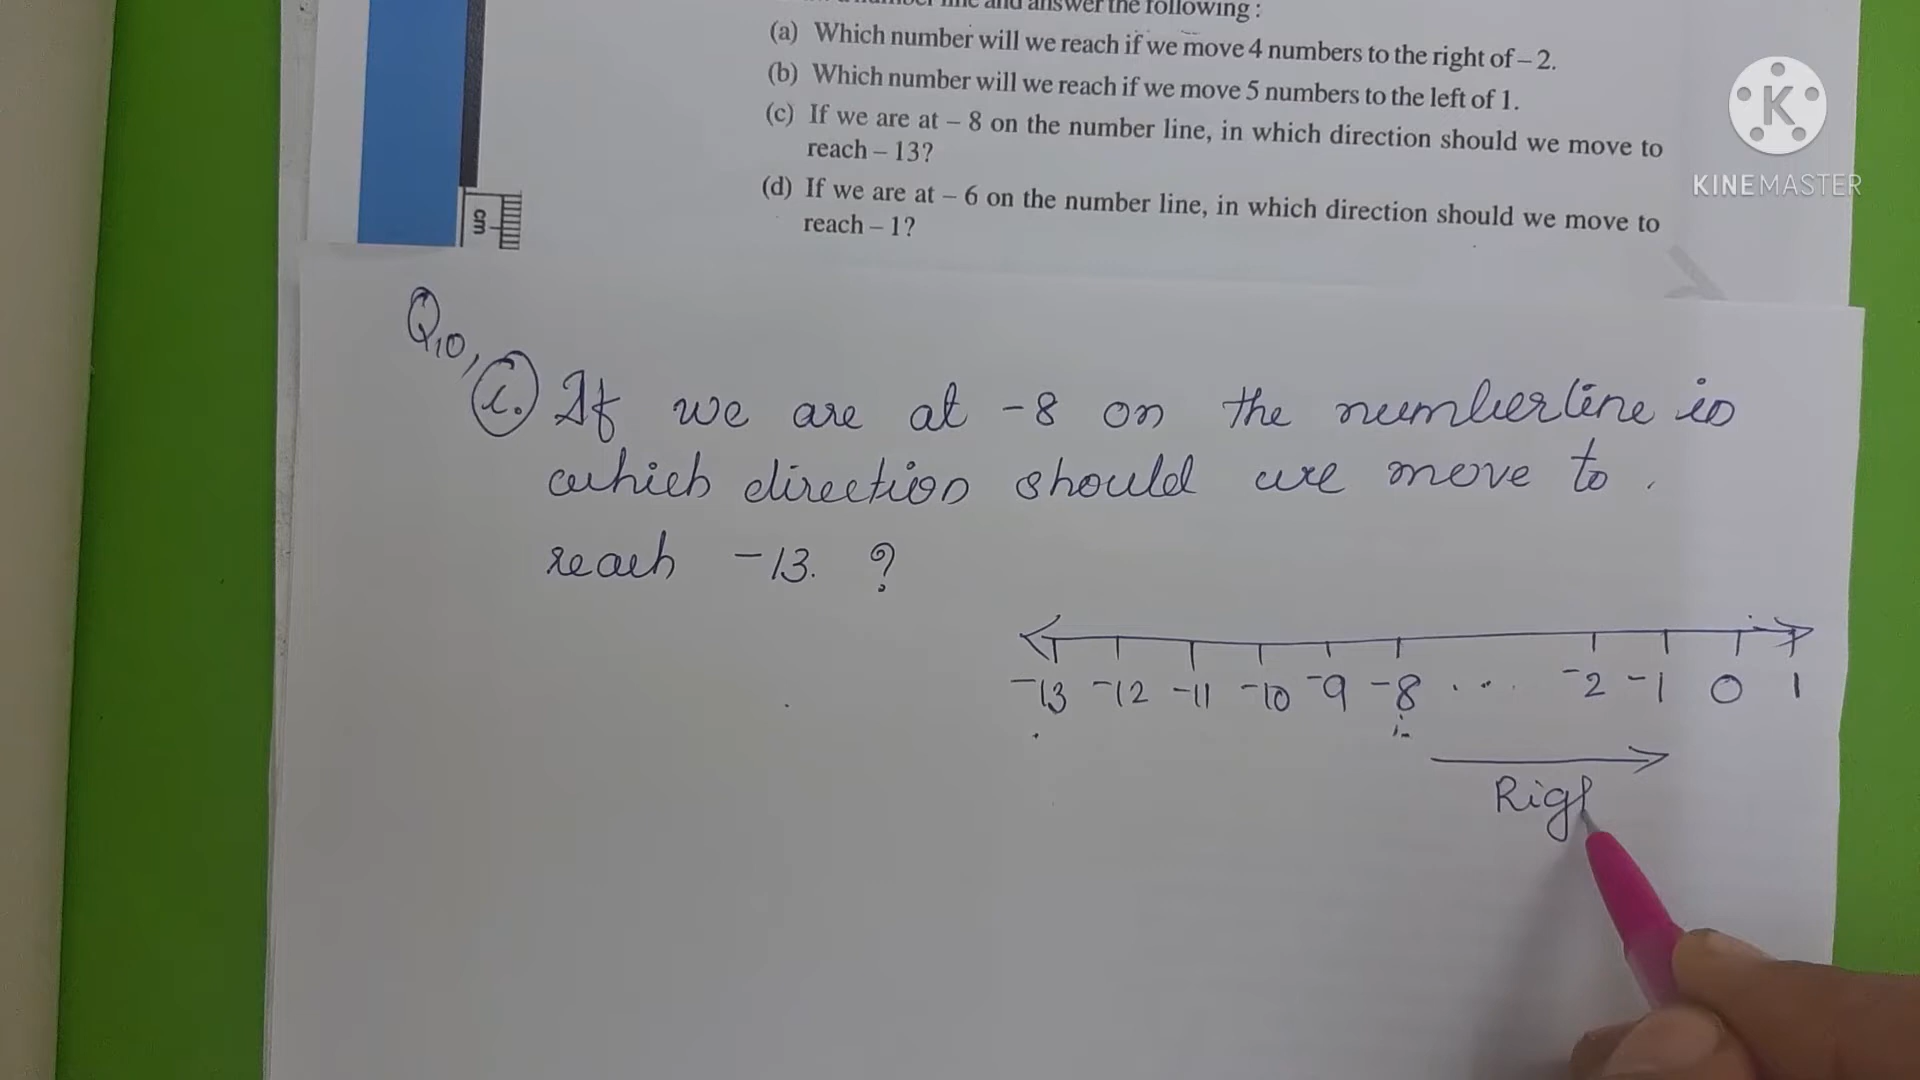 number line and answer the following :
(a) Which number will we reach if we move 4 numbers to the right of – 2.
(b) Which number will we reach if we move 5 numbers to the left of 1.
(c) If we are at – 8 on the number line, in which direction should we move to
reach – 13?
(d) If we are at – 6 on the number line, in which direction should we move to
reach – 1?
K
KINEMASTER
cm
Q10,
c. If we are at -8 on the numberline in
which direction should we move to
reach -13. ?
-13 -12 -11 -10 -9 -8 ... -2 -1 0 1
Righ